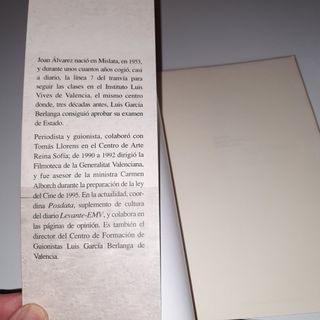 Joan Álvarez nació en Mislata, en 1953,
y durante unos cuantos años cogió, casi
a diario, la línea 7 del tranvía para
seguir las clases en el Instituto Luis
Vives de Valencia, el mismo centro
donde, tres décadas antes, Luis García
Berlanga consiguió aprobar su examen
de Estado.
Periodista y guionista, colaboró con
Tomás Llorens en el Centro de Arte
Reina Sofía; de 1990 a 1992 dirigió la
Filmoteca de la Generalitat Valenciana,
y fue asesor de la ministra Carmen
Alborch durante la preparación de la ley
del Cine de 1995. En la actualidad, coor-
dina Posdata, suplemento de cultura
del diario Levante-EMV, y colabora en
las páginas de opinión. Es también el
director del Centro de Formación de
Guionistas Luis García Berlanga de
Valencia.